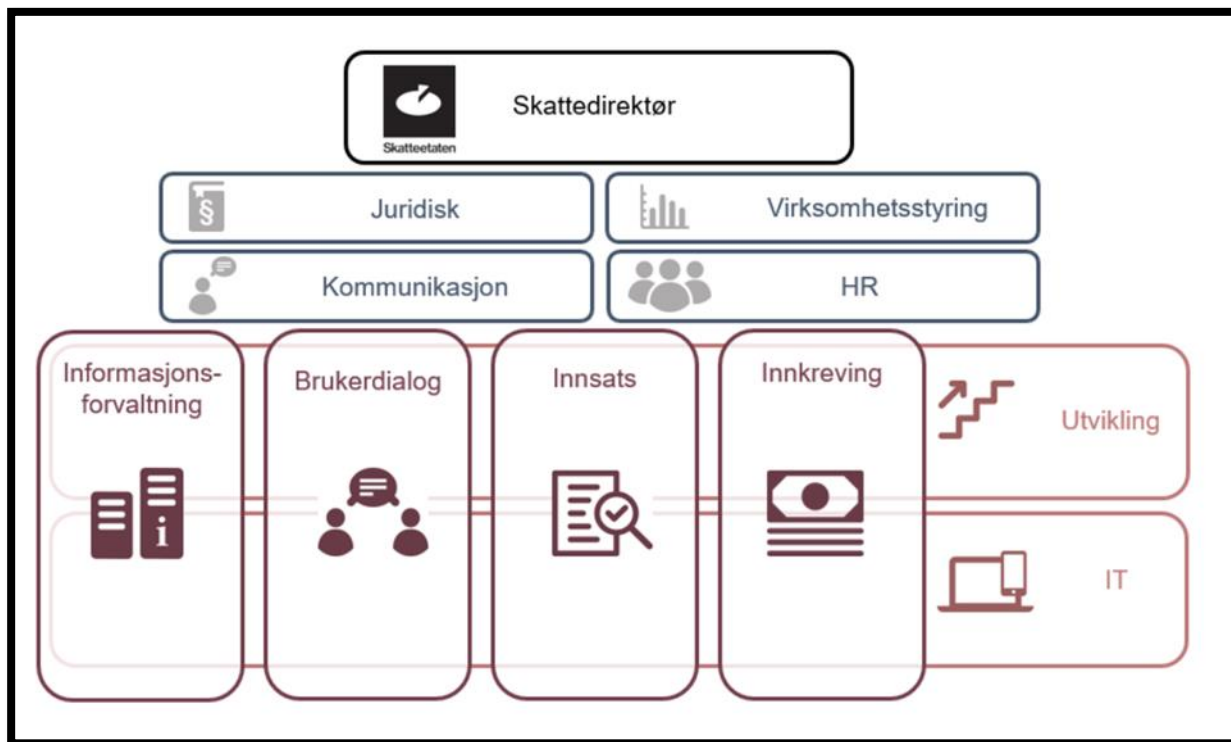 Skattedirektør
Skatteetaten
§
Juridisk
Virksomhetsstyring
Kommunikasjon
HR
Informasjons-
forvaltning
Brukerdialog
Innsats
Innkreving
Utvikling
i
IT